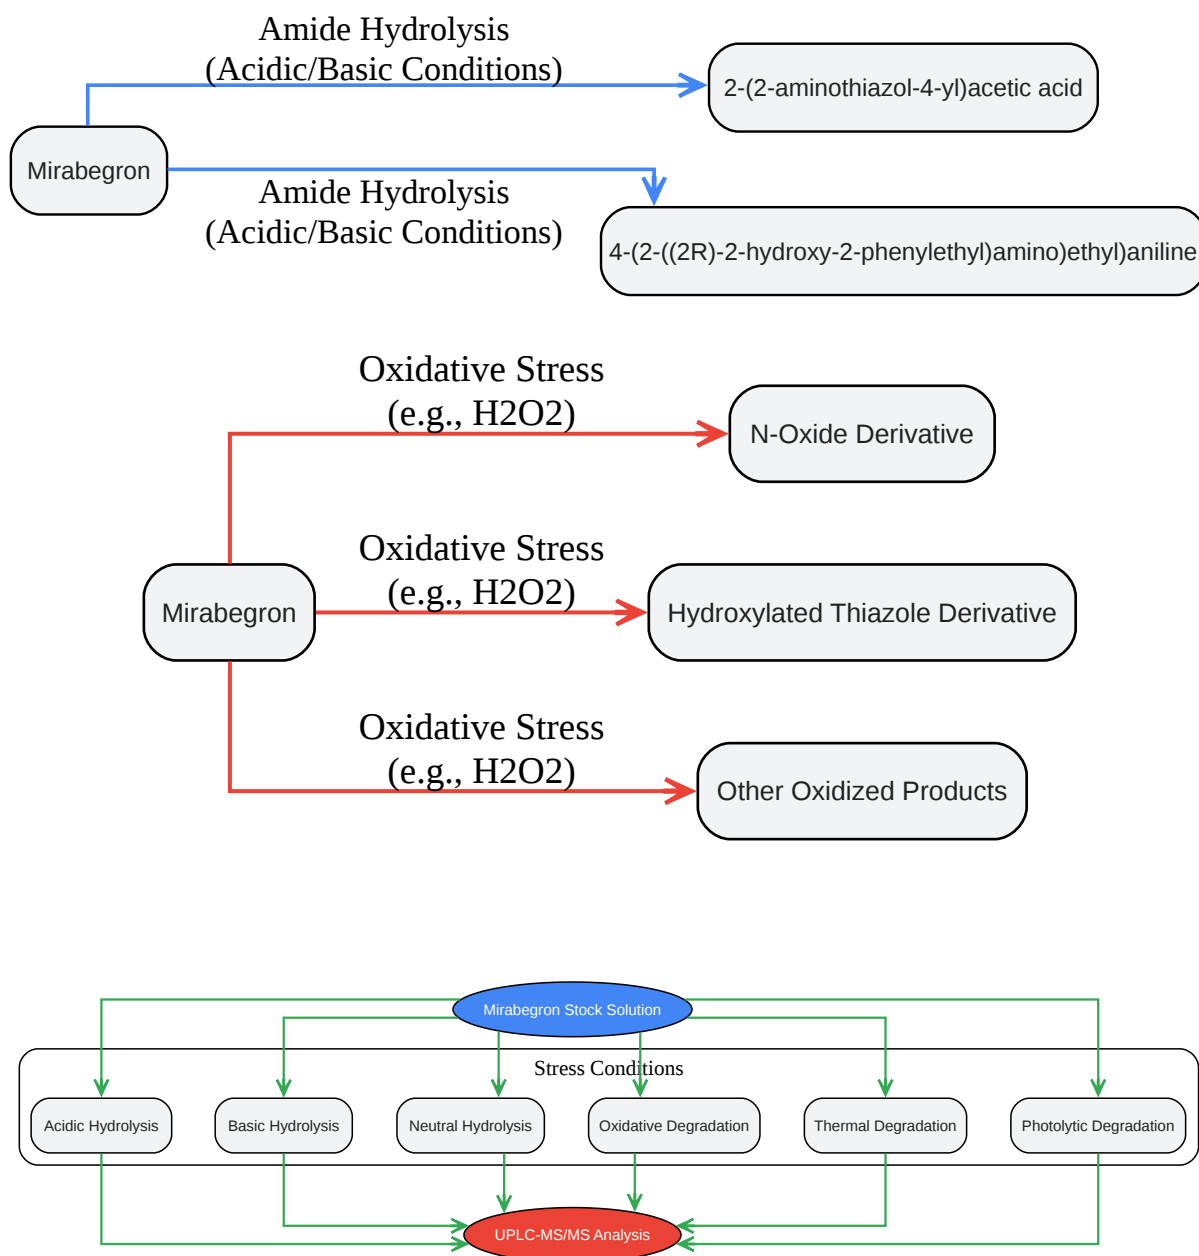 Amide Hydrolysis
(Acidic/Basic Conditions)
2-(2-aminothiazol-4-yl)acetic acid
Mirabegron
Amide Hydrolysis
(Acidic/Basic Conditions)
4-(2-((2R)-2-hydroxy-2-phenylethyl)amino)ethyl)aniline
Oxidative Stress
(e.g., H2O2)
N-Oxide Derivative
Oxidative Stress
(e.g., H2O2)
Mirabegron
Hydroxylated Thiazole Derivative
Oxidative Stress
(e.g., H2O2)
Other Oxidized Products
Mirabegron Stock Solution
Stress Conditions
Acidic Hydrolysis
Basic Hydrolysis
Neutral Hydrolysis
Oxidative Degradation
Thermal Degradation
Photolytic Degradation
UPLC-MS/MS Analysis